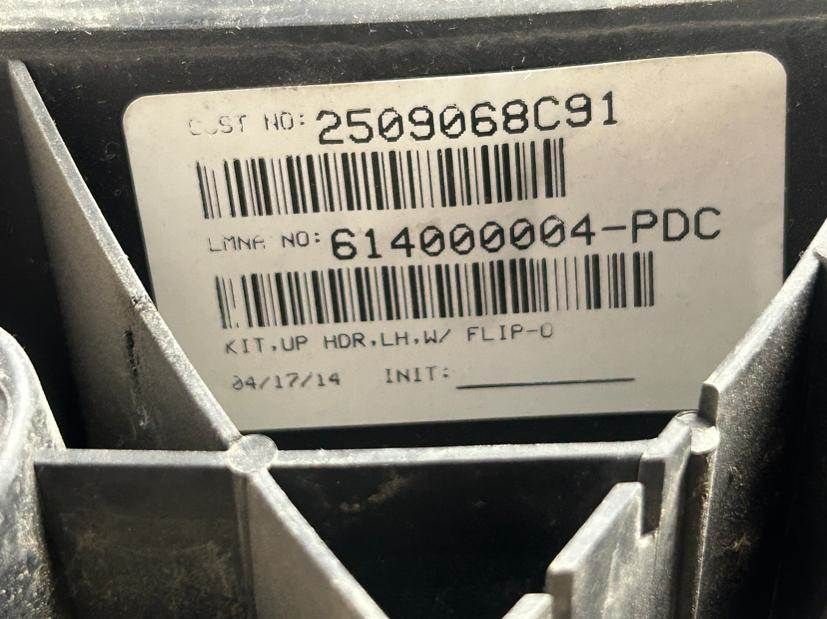 CUST NO: 2509068C91
LMNA NO: 614000004-PDC
KIT,UP HDR,LH,W/ FLIP-O
04/17/14 INIT: